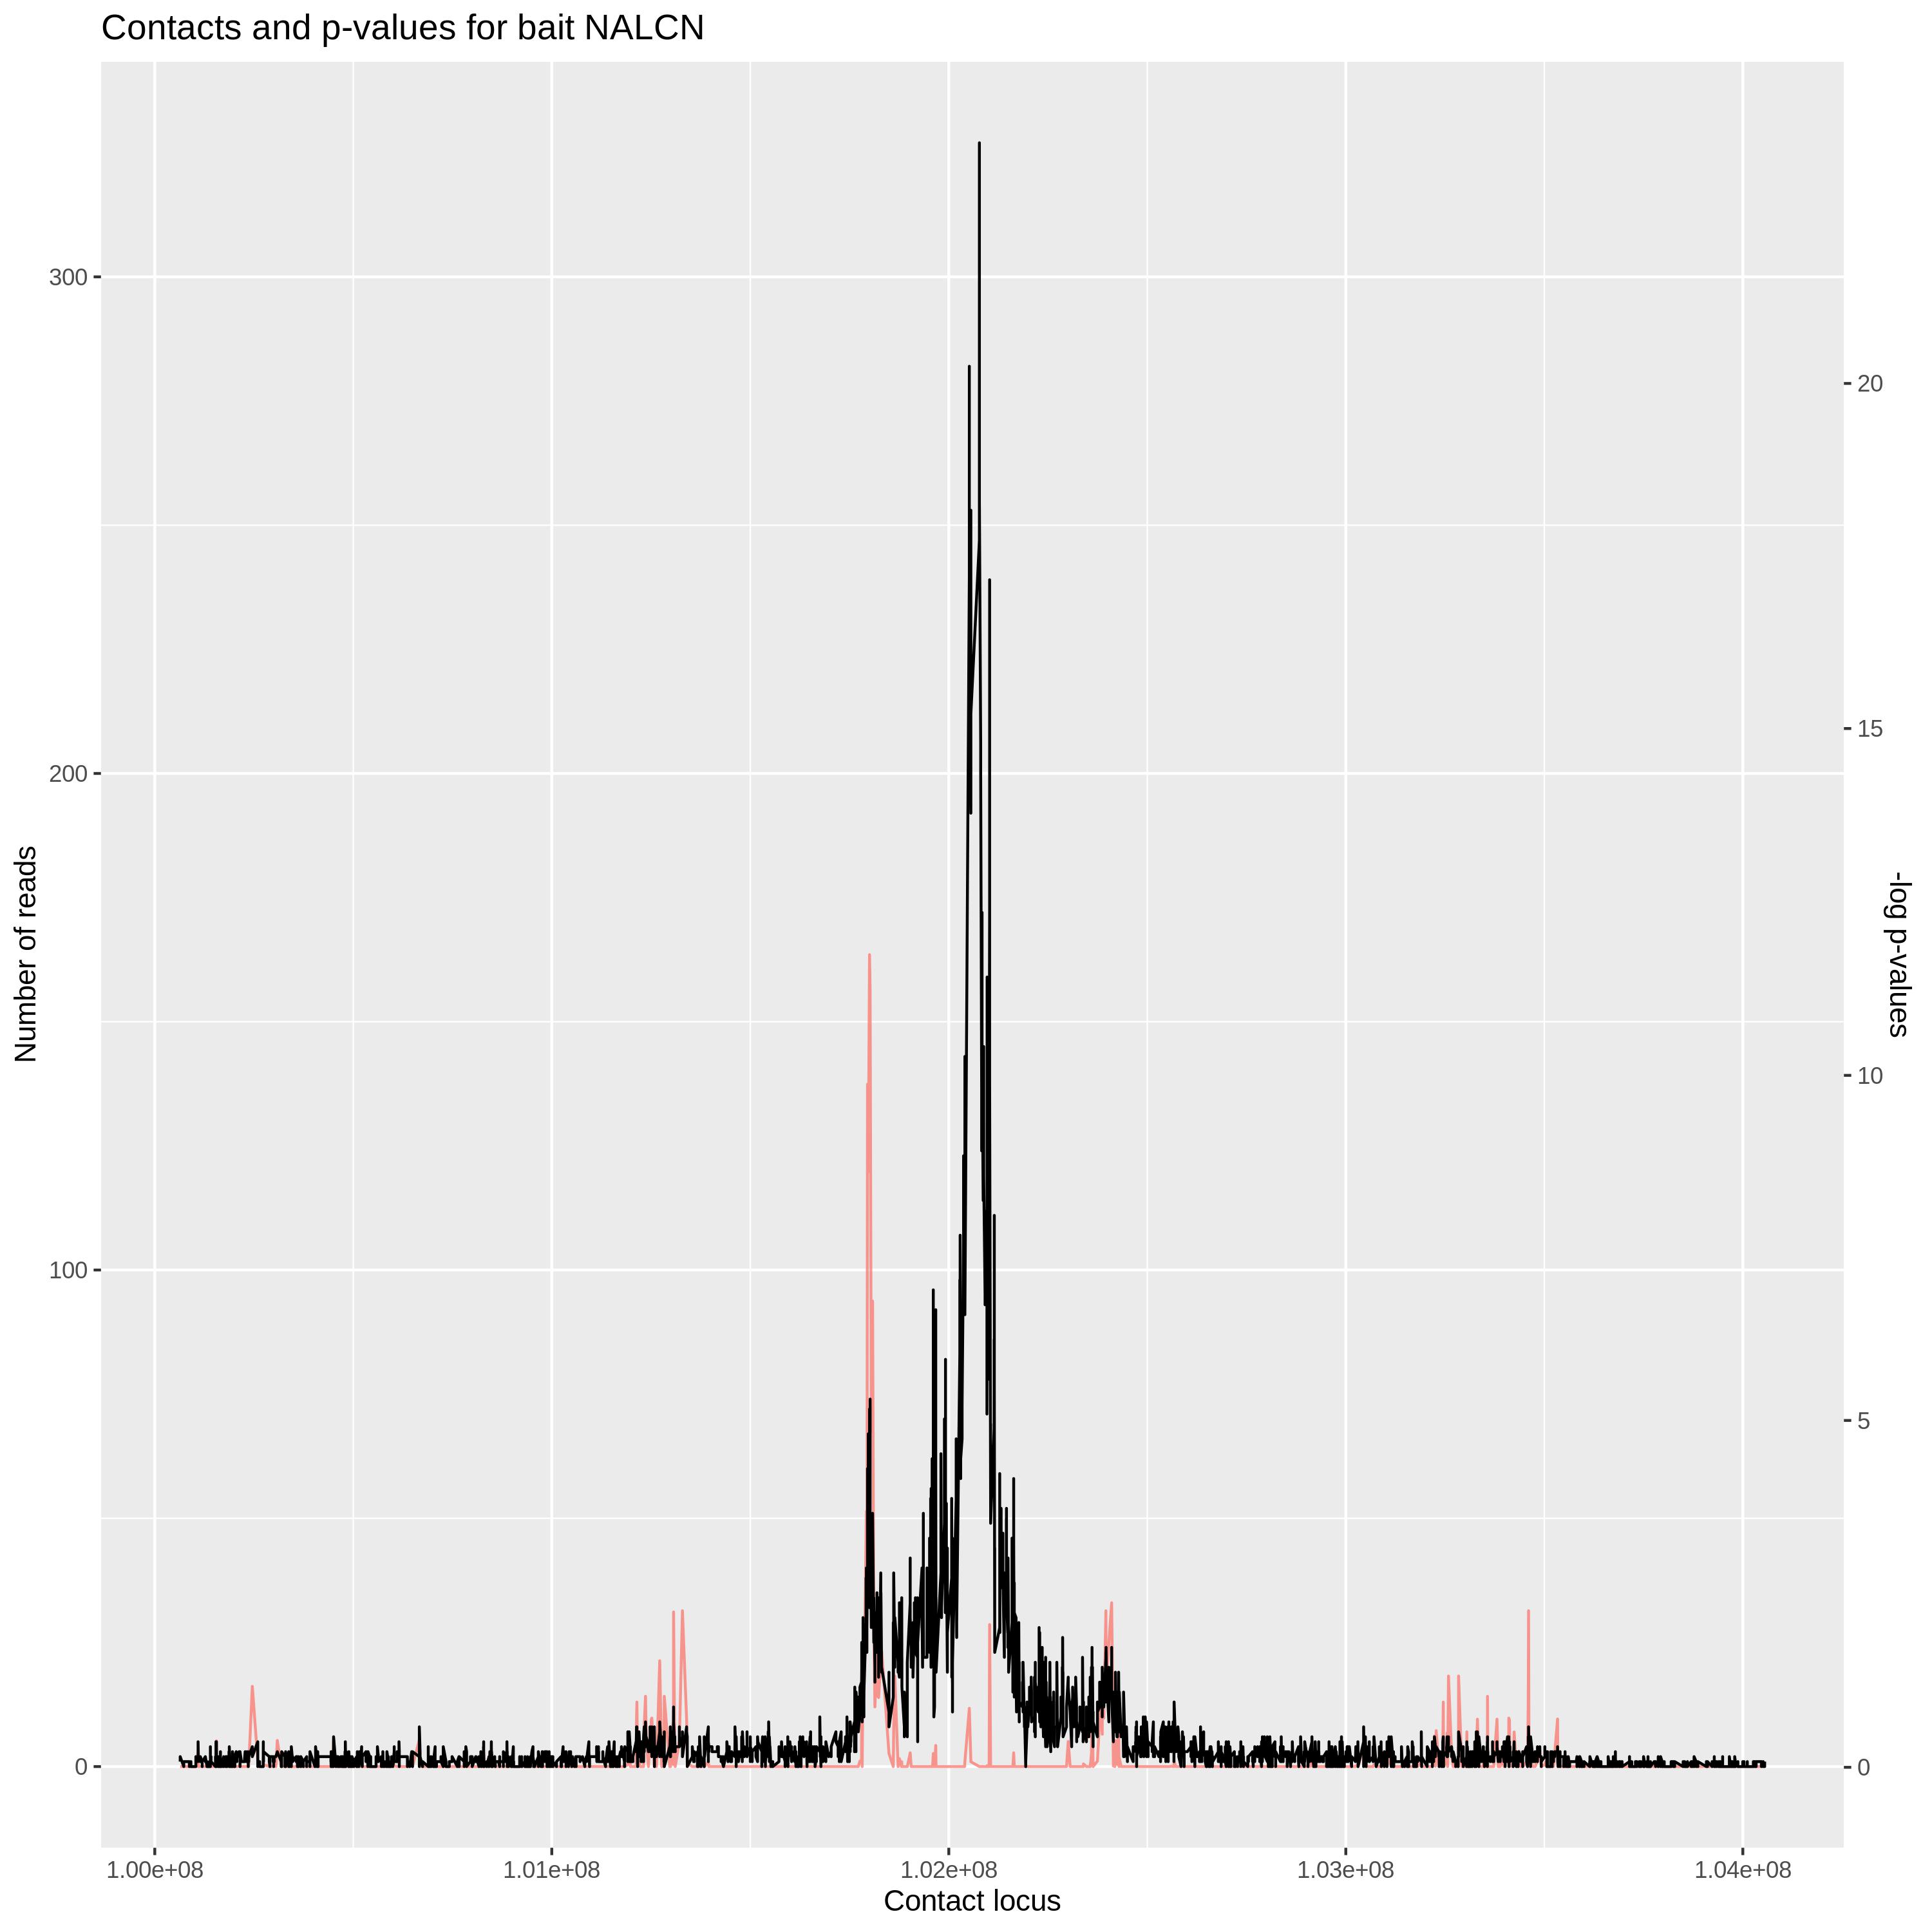 Contacts and p-values for bait NALCN
300
200
100
0
Number of reads
20
15
10
5
0
-log p-values
1.00e+08 1.01e+08 1.02e+08 1.03e+08 1.04e+08
Contact locus